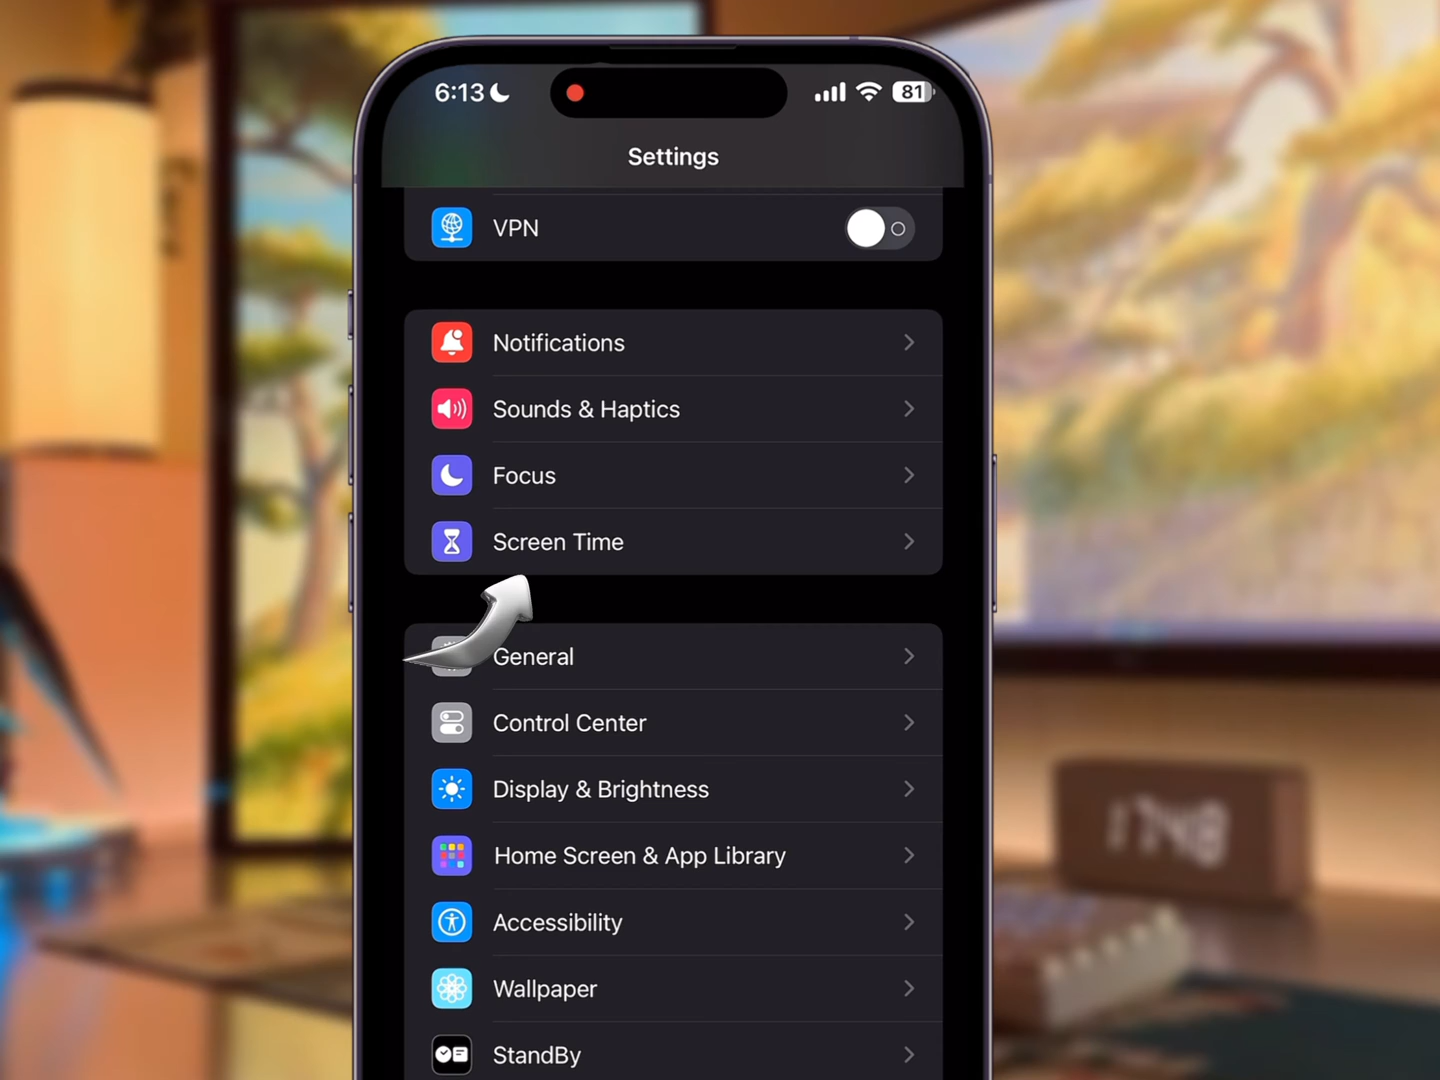 6:13
81
Settings
VPN
Notifications
Sounds & Haptics
Focus
Screen Time
General
Control Center
Display & Brightness
Home Screen & App Library
Accessibility
Wallpaper
StandBy
1748